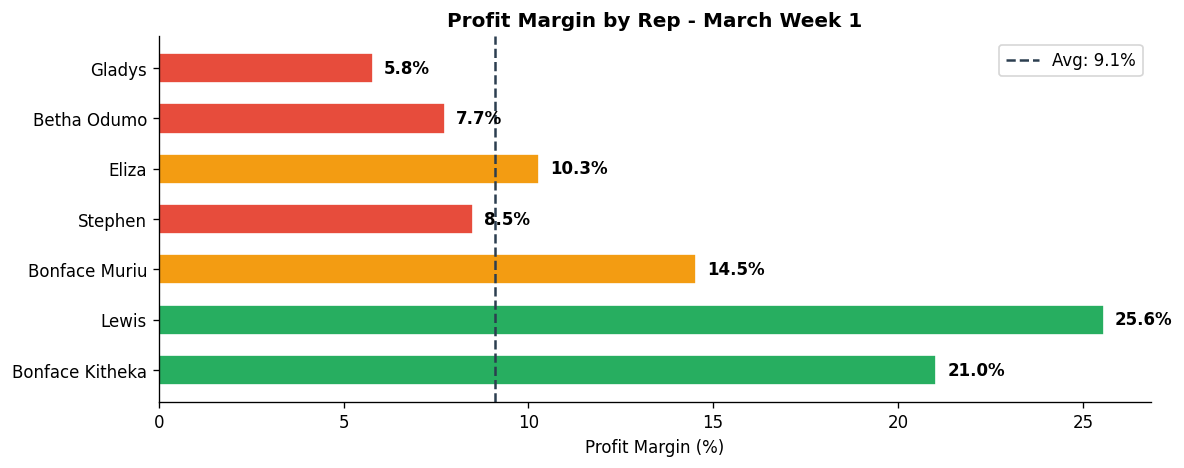 Profit Margin by Rep - March Week 1
Avg: 9.1%
Gladys 5.8%
Betha Odumo 7.7%
Eliza 10.3%
Stephen 8.5%
Bonface Muriu 14.5%
Lewis 25.6%
Bonface Kitheka 21.0%
0 5 10 15 20 25
Profit Margin (%)